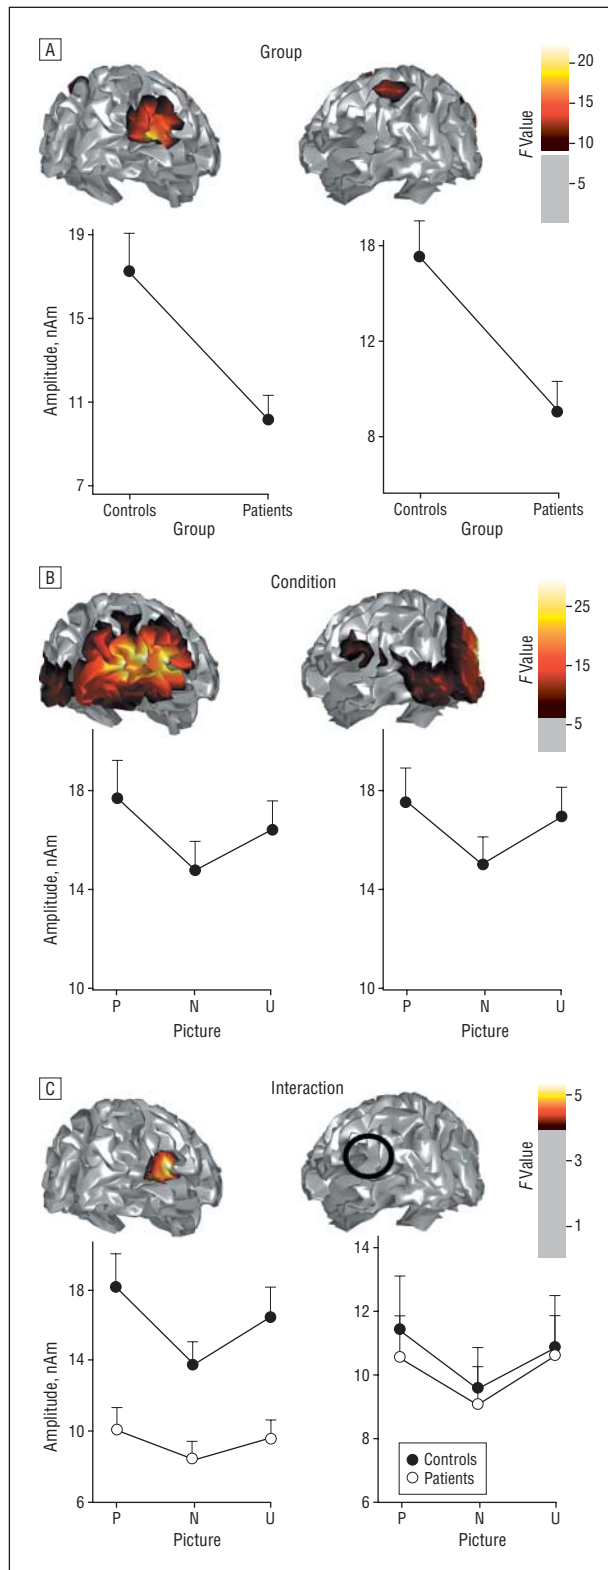 A
Group
20
15
10
5
F Value
19
15
11
7
Amplitude, nAm
Controls
Patients
Group
18
12
8
Controls
Patients
Group
B
Condition
25
15
5
F Value
18
14
10
Amplitude, nAm
P
N
U
Picture
18
14
10
P
N
U
Picture
C
Interaction
5
3
1
F Value
18
14
10
6
Amplitude, nAm
P
N
U
Picture
14
12
10
8
6
Controls
Patients
P
N
U
Picture